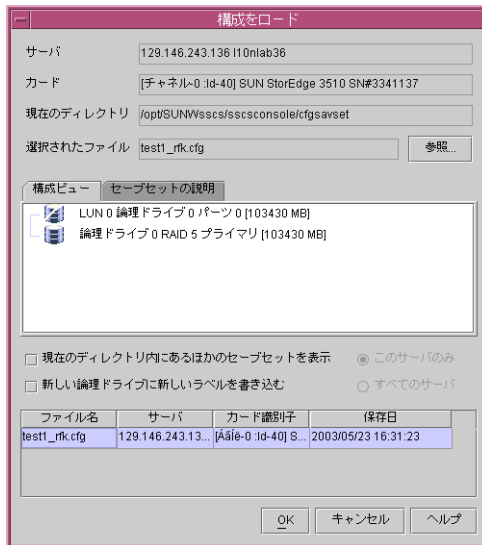 構成をロード
サーバ 129.146.243.136 l10nlab36
カード [チャネル-0 :Id-40] SUN StorEdge 3510 SN#3341137
現在のディレクトリ /opt/SUNWsscs/sscsconsole/cfgsavset
選択されたファイル test1_rfk.cfg 参照...
構成ビュー セーブセットの説明
LUN 0 論理ドライブ 0 パーツ 0 [103430 MB]
論理ドライブ 0 RAID 5 プライマリ [103430 MB]
現在のディレクトリ内にあるほかのセーブセットを表示 このサーバのみ
新しい論理ドライブに新しいラベルを書き込む すべてのサーバ
ファイル名 サーバ カード識別子 保存日
test1_rfk.cfg 129.146.243.13... [Áãíë-0 :Id-40] S... 2003/05/23 16:31:23
OK キャンセル ヘルプ